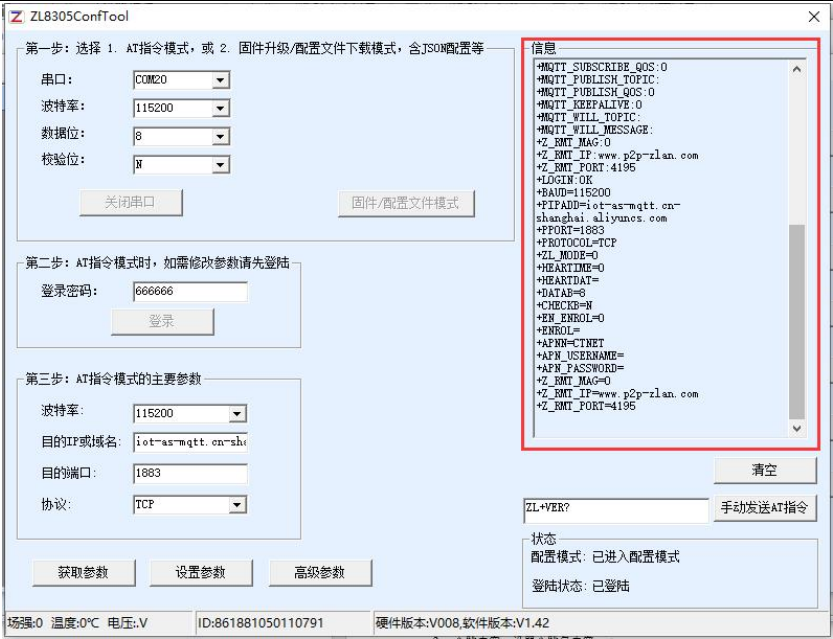 ZL8305ConfTool
第一步：选择 1. AT指令模式，或 2. 固件升级/配置文件下载模式，含JSON配置等
串口：
COM20
波特率：
115200
数据位：
8
校验位：
N
关闭串口
固件/配置文件模式
第二步：AT指令模式时，如需修改参数请先登陆
登录密码：
666666
登录
第三步：AT指令模式的主要参数
波特率：
115200
目的IP或域名：
iot-as-mqtt.cn-sh
目的端口：
1883
协议：
TCP
获取参数
设置参数
高级参数
信息
+MQTT_SUBSCRIBE_QOS:0
+MQTT_PUBLISH_TOPIC:
+MQTT_PUBLISH_QOS:0
+MQTT_KEEPALIVE:0
+MQTT_WILL_TOPIC:
+MQTT_WILL_MESSAGE:
+Z_RMT_MAG:0
+Z_RMT_IP:www.p2p-zlan.com
+Z_RMT_PORT:4195
+LOGIN:OK
+BAUD=115200
+PIPADD=iot-as-mqtt.cn-
shanghai.aliyuncs.com
+PPORT=1883
+PROTOCOL=TCP
+ZL_MODE=0
+HEARTIME=0
+HEARTDAT=
+DATAB=8
+CHECKB=N
+EN_ENROL=0
+ENROL=
+APNN=CTNET
+APN_USERNAME=
+APN_PASSWORD=
+Z_RMT_MAG=0
+Z_RMT_IP=www.p2p-zlan.com
+Z_RMT_PORT=4195
清空
ZL+VER?
手动发送AT指令
状态
配置模式：已进入配置模式
登陆状态：已登陆
场强:0 温度:0℃ 电压:.V
ID:861881050110791
硬件版本:V008,软件版本:V1.42